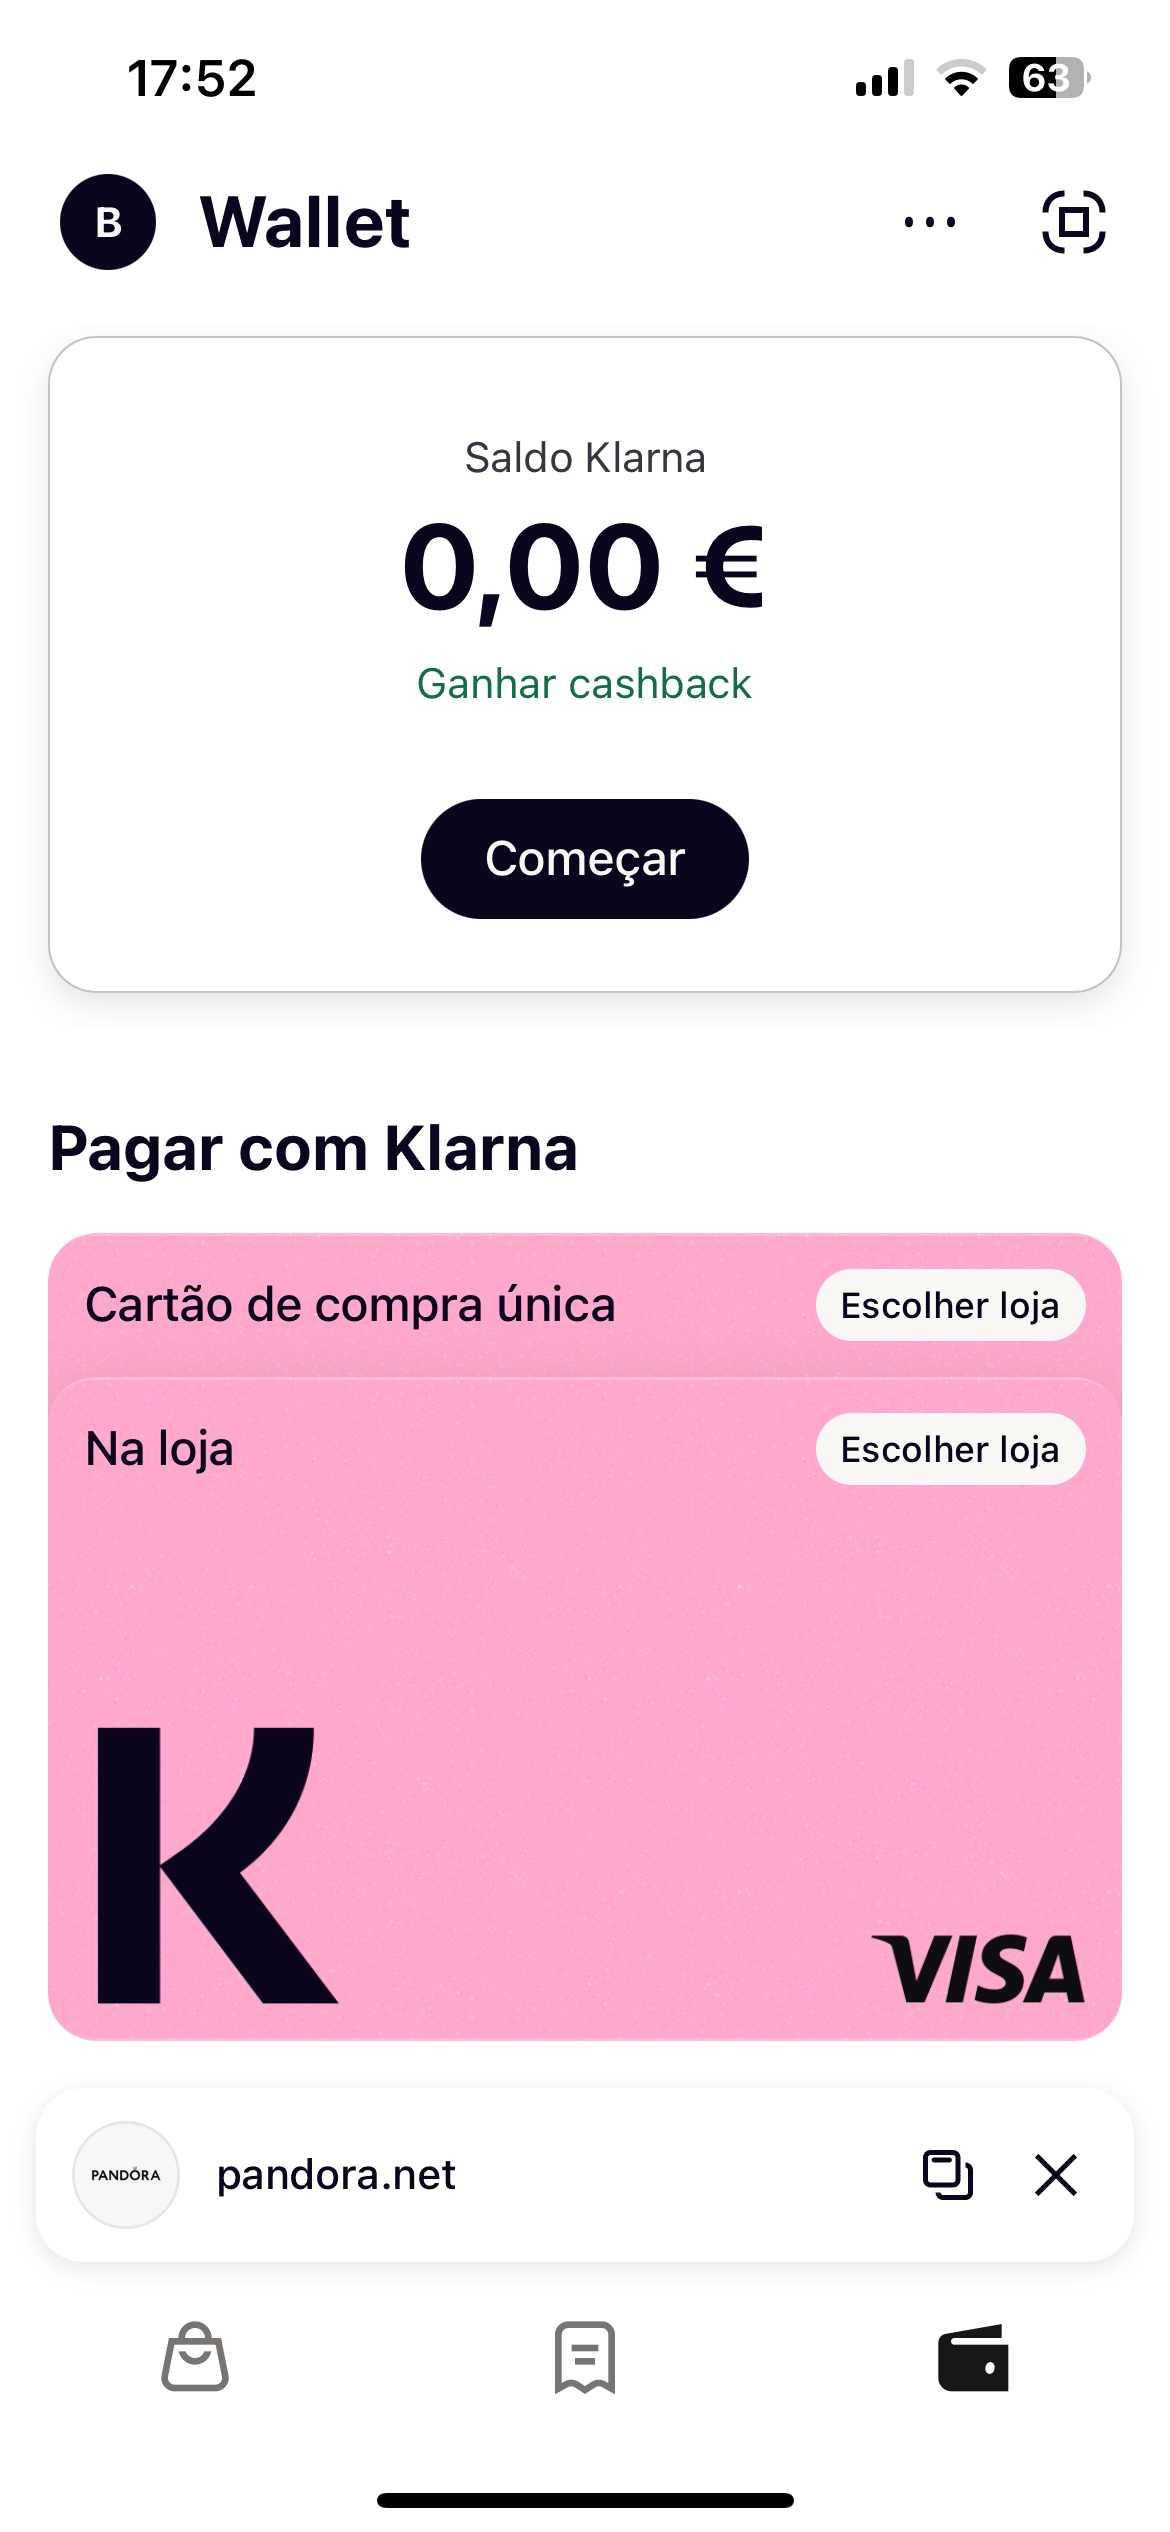 17:52
63
B
Wallet
Saldo Klarna
0,00 €
Ganhar cashback
Começar
Pagar com Klarna
Cartão de compra única
Escolher loja
Na loja
Escolher loja
K
VISA
PANDORA
pandora.net